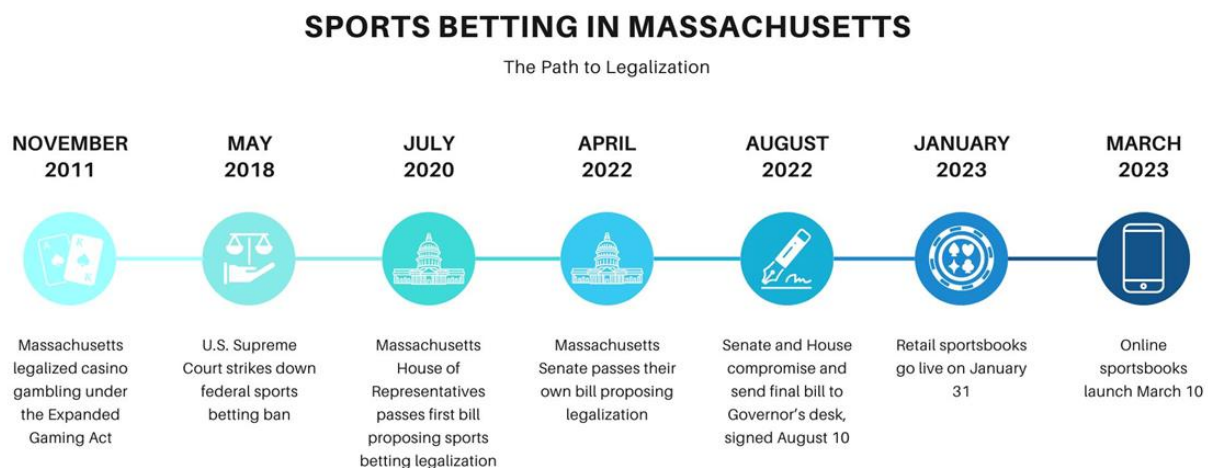 SPORTS BETTING IN MASSACHUSETTS
The Path to Legalization
NOVEMBER
2011
MAY
2018
JULY
2020
APRIL
2022
AUGUST
2022
JANUARY
2023
MARCH
2023
A
K
K
Massachusetts
legalized casino
gambling under
the Expanded
Gaming Act
U.S. Supreme
Court strikes down
federal sports
betting ban
Massachusetts
House of
Representatives
passes first bill
proposing sports
betting legalization
Massachusetts
Senate passes their
own bill proposing
legalization
Senate and House
compromise and
send final bill to
Governor's desk,
signed August 10
Retail sportsbooks
go live on January
31
Online
sportsbooks
launch March 10